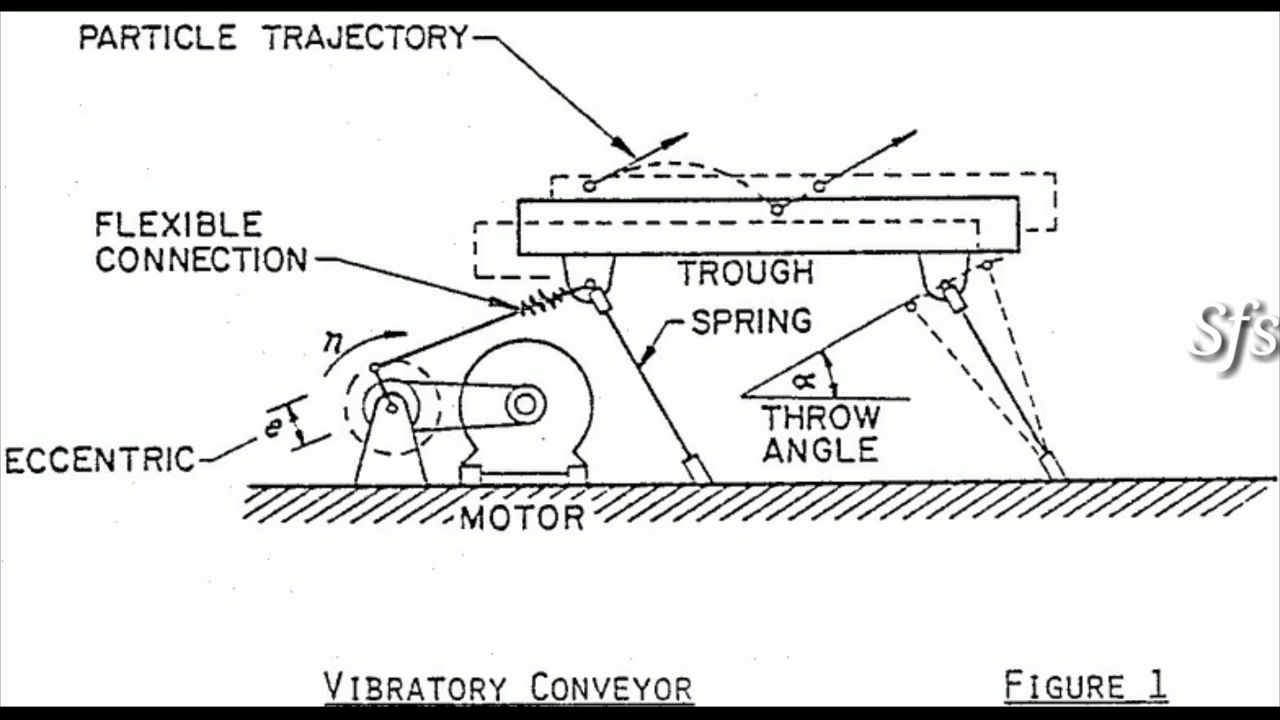 PARTICLE TRAJECTORY
FLEXIBLE
CONNECTION
TROUGH
SPRING
Sfs
n
α
e
THROW
ANGLE
ECCENTRIC
MOTOR
VIBRATORY CONVEYOR
FIGURE 1